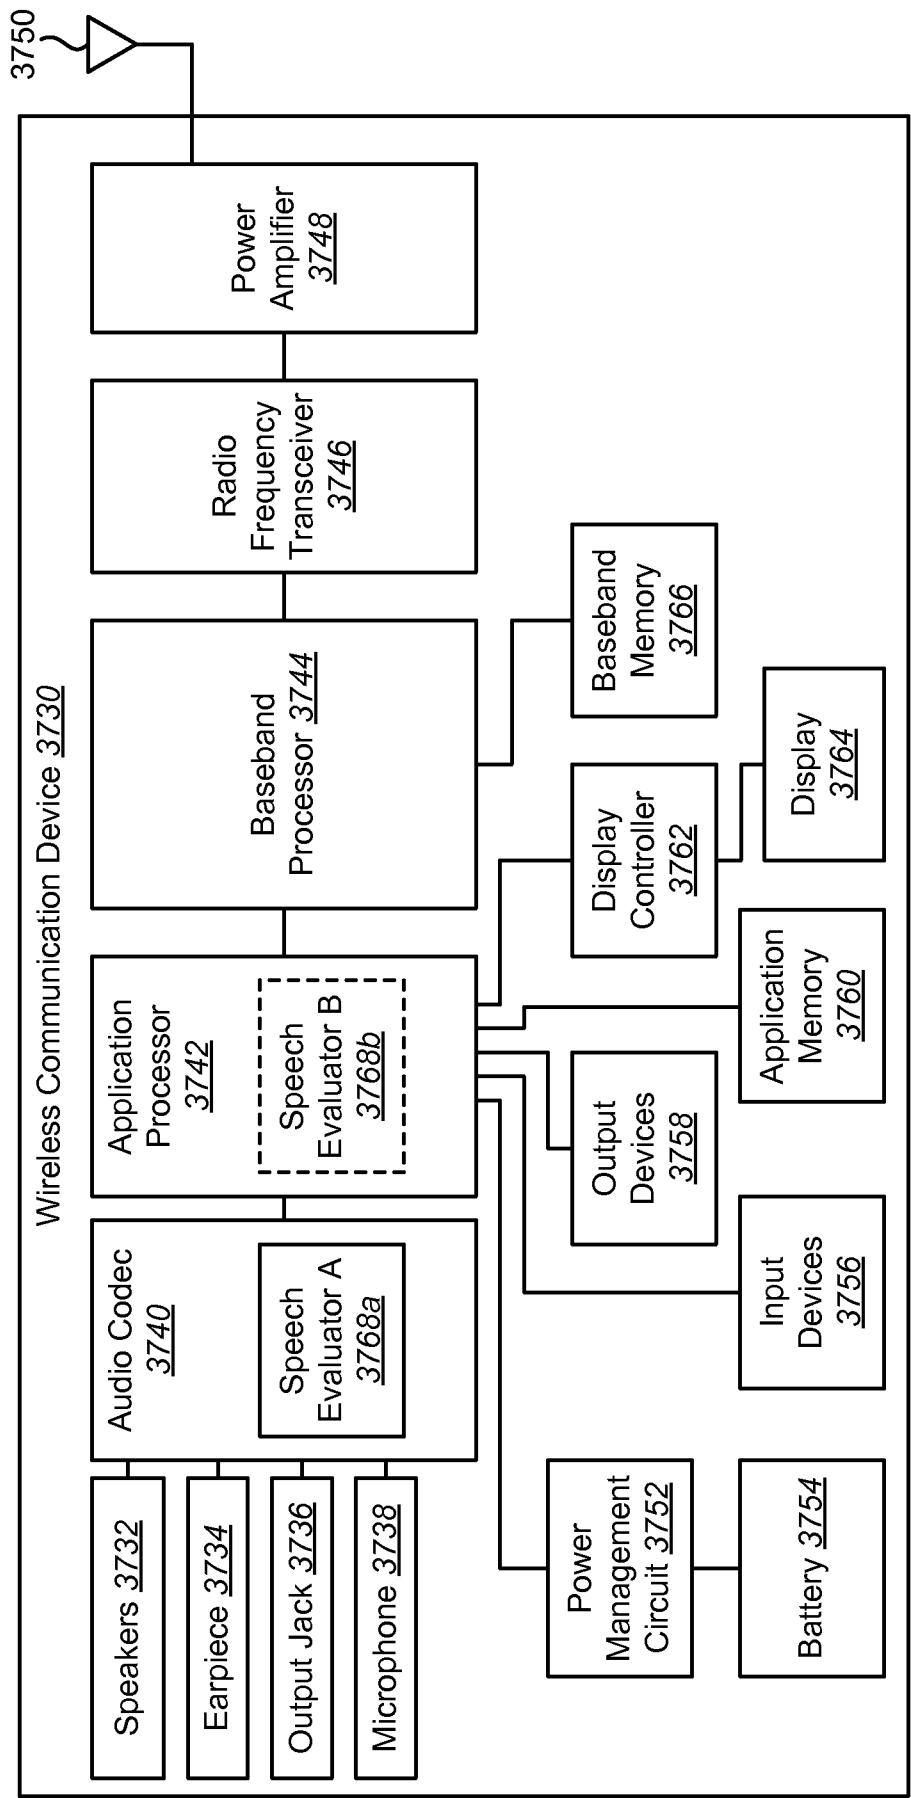 Wireless Communication Device 3730
Speakers 3732
Earpiece 3734
Output Jack 3736
Microphone 3738
Audio Codec
3740
Speech
Evaluator A
3768a
Application
Processor
3742
Speech
Evaluator B
3768b
Baseband
Processor 3744
Radio
Frequency
Transceiver
3746
Power
Amplifier
3748
3750
Power
Management
Circuit 3752
Battery 3754
Input
Devices
3756
Output
Devices
3758
Application
Memory
3760
Display
Controller
3762
Display
3764
Baseband
Memory
3766